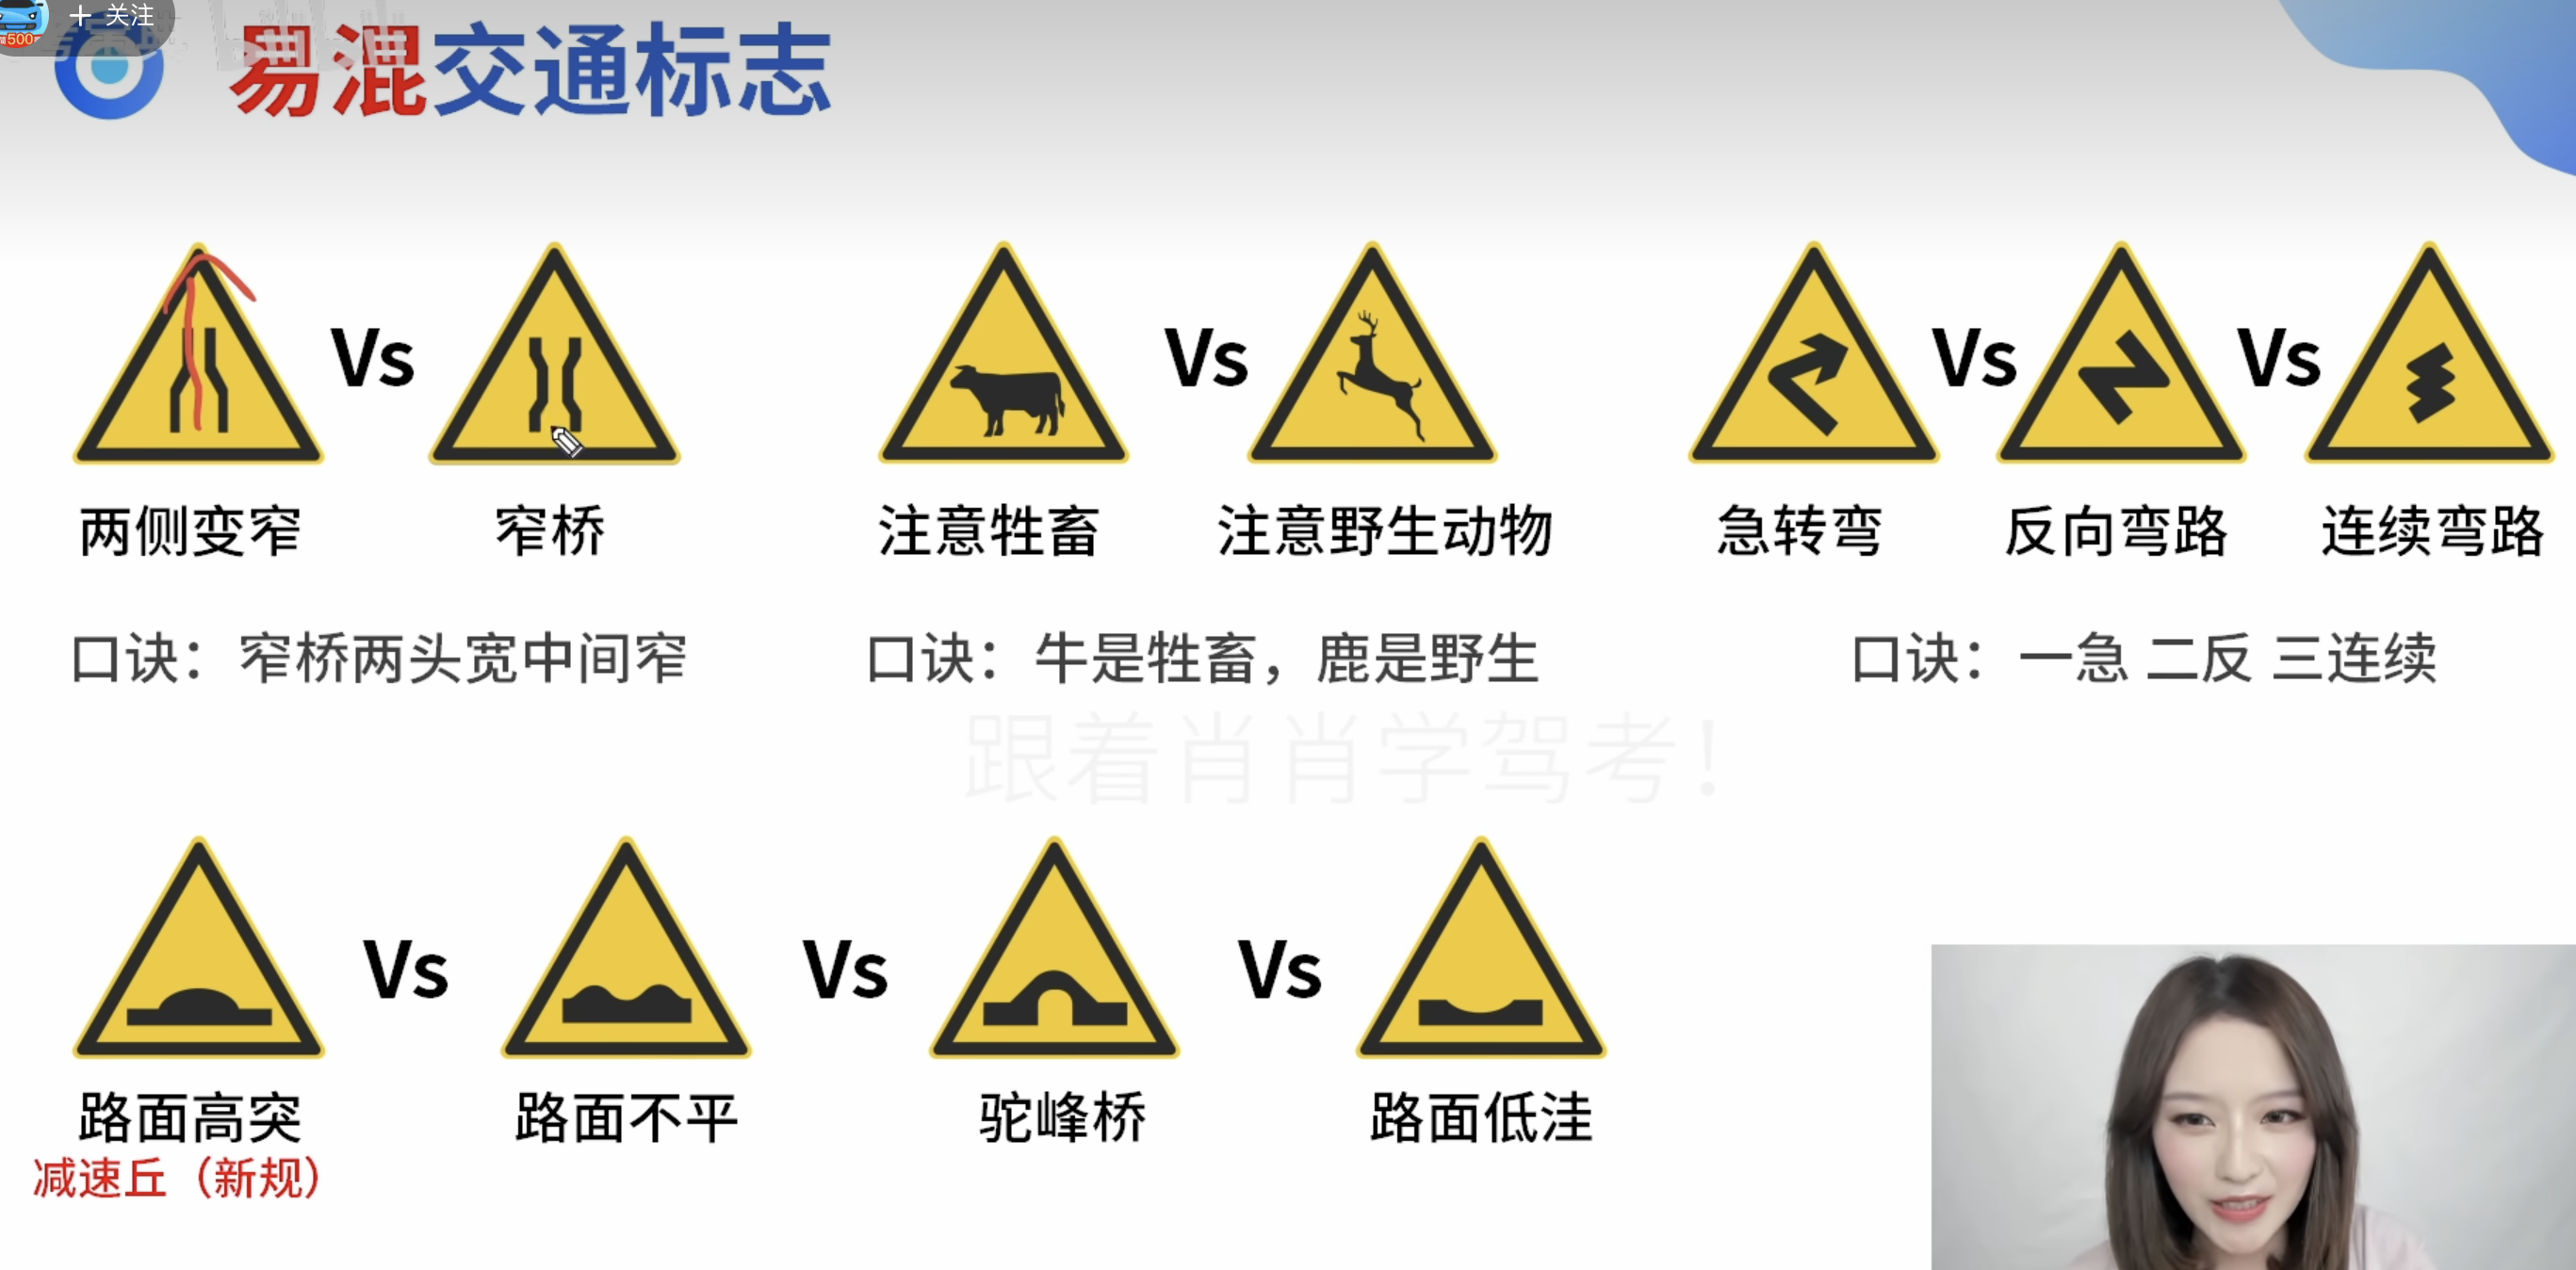 + 关注
500
易混交通标志
Vs
Vs
Vs
Vs
两侧变窄
窄桥
注意牲畜
注意野生动物
急转弯
反向弯路
连续弯路
口诀：窄桥两头宽中间窄
口诀：牛是牲畜，鹿是野生
口诀：一急 二反 三连续
跟着肖肖学驾考！
Vs
Vs
Vs
路面高突
路面不平
驼峰桥
路面低洼
减速丘（新规）